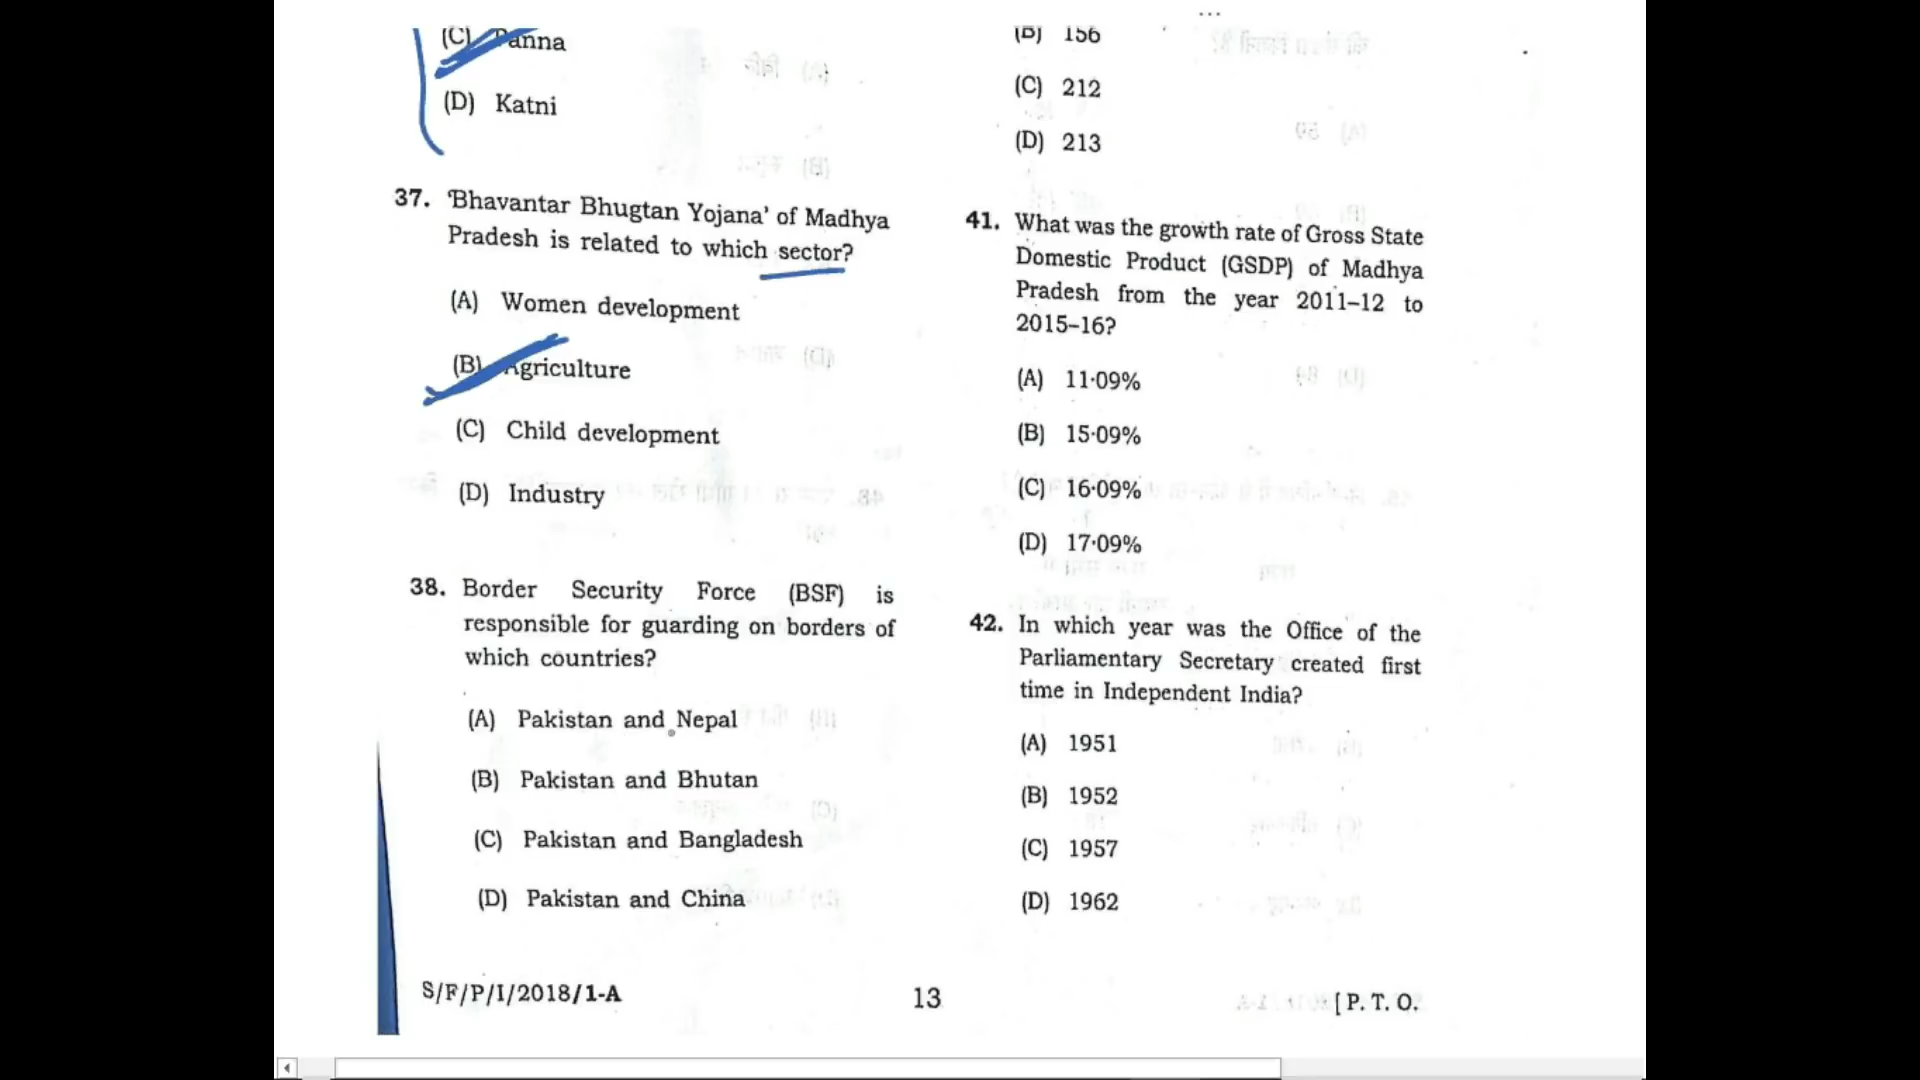 (C) Panna
(D) Katni
37. 'Bhavantar Bhugtan Yojana' of Madhya
Pradesh is related to which sector?
(A) Women development
(B) Agriculture
(C) Child development
(D) Industry
38. Border Security Force (BSF) is
responsible for guarding on borders of
which countries?
(A) Pakistan and Nepal
(B) Pakistan and Bhutan
(C) Pakistan and Bangladesh
(D) Pakistan and China
(B) 156
(C) 212
(D) 213
41. What was the growth rate of Gross State
Domestic Product (GSDP) of Madhya
Pradesh from the year 2011–12 to
2015–16?
(A) 11·09%
(B) 15·09%
(C) 16·09%
(D) 17·09%
42. In which year was the Office of the
Parliamentary Secretary created first
time in Independent India?
(A) 1951
(B) 1952
(C) 1957
(D) 1962
S/F/P/I/2018/1-A
13
[ P. T. O.